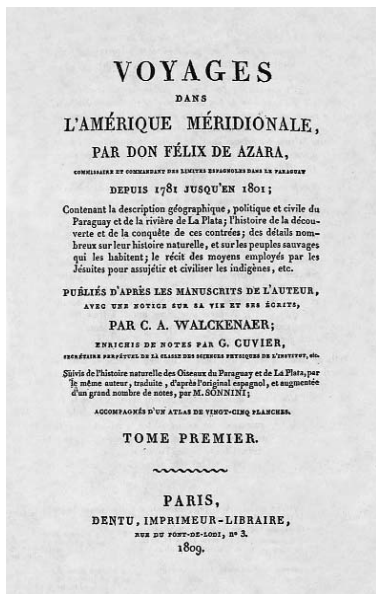 VOYAGES
DANS
L'AMÉRIQUE MÉRIDIONALE,
PAR DON FÉLIX DE AZARA,
COMMISSAIRE ET COMMANDANT DES LIMITES ESPAGNOLES DANS LE PARAGUAY
DEPUIS 1781 JUSQU'EN 1801;
Contenant la description géographique, politique et civile du
Paraguay et de la rivière de La Plata; l'histoire de la décou-
verte et de la conquête de ces contrées; des détails nom-
breux sur leur histoire naturelle, et sur les peuples sauvages
qui les habitent; le récit des moyens employés par les
Jésuites pour assujétir et civiliser les indigènes, etc.
PUBLIÉS D'APRÈS LES MANUSCRITS DE L'AUTEUR,
AVEC UNE NOTICE SUR SA VIE ET SES ÉCRITS,
PAR C. A. WALCKENAER;
ENRICHIS DE NOTES PAR G. CUVIER,
SECRÉTAIRE PERPÉTUEL DE LA CLASSE DES SCIENCES PHYSIQUES DE L'INSTITUT, etc.
Suivis de l'histoire naturelle des Oiseaux du Paraguay et de La Plata, par
le même auteur, traduite, d'après l'original espagnol, et augmentée
d'un grand nombre de notes, par M. SONNINI;
ACCOMPAGNÉS D'UN ATLAS DE VINGT-CINQ PLANCHES.
TOME PREMIER.
PARIS,
DENTU, IMPRIMEUR-LIBRAIRE,
RUE DU PONT-DE-LODI, nº 3.
1809.